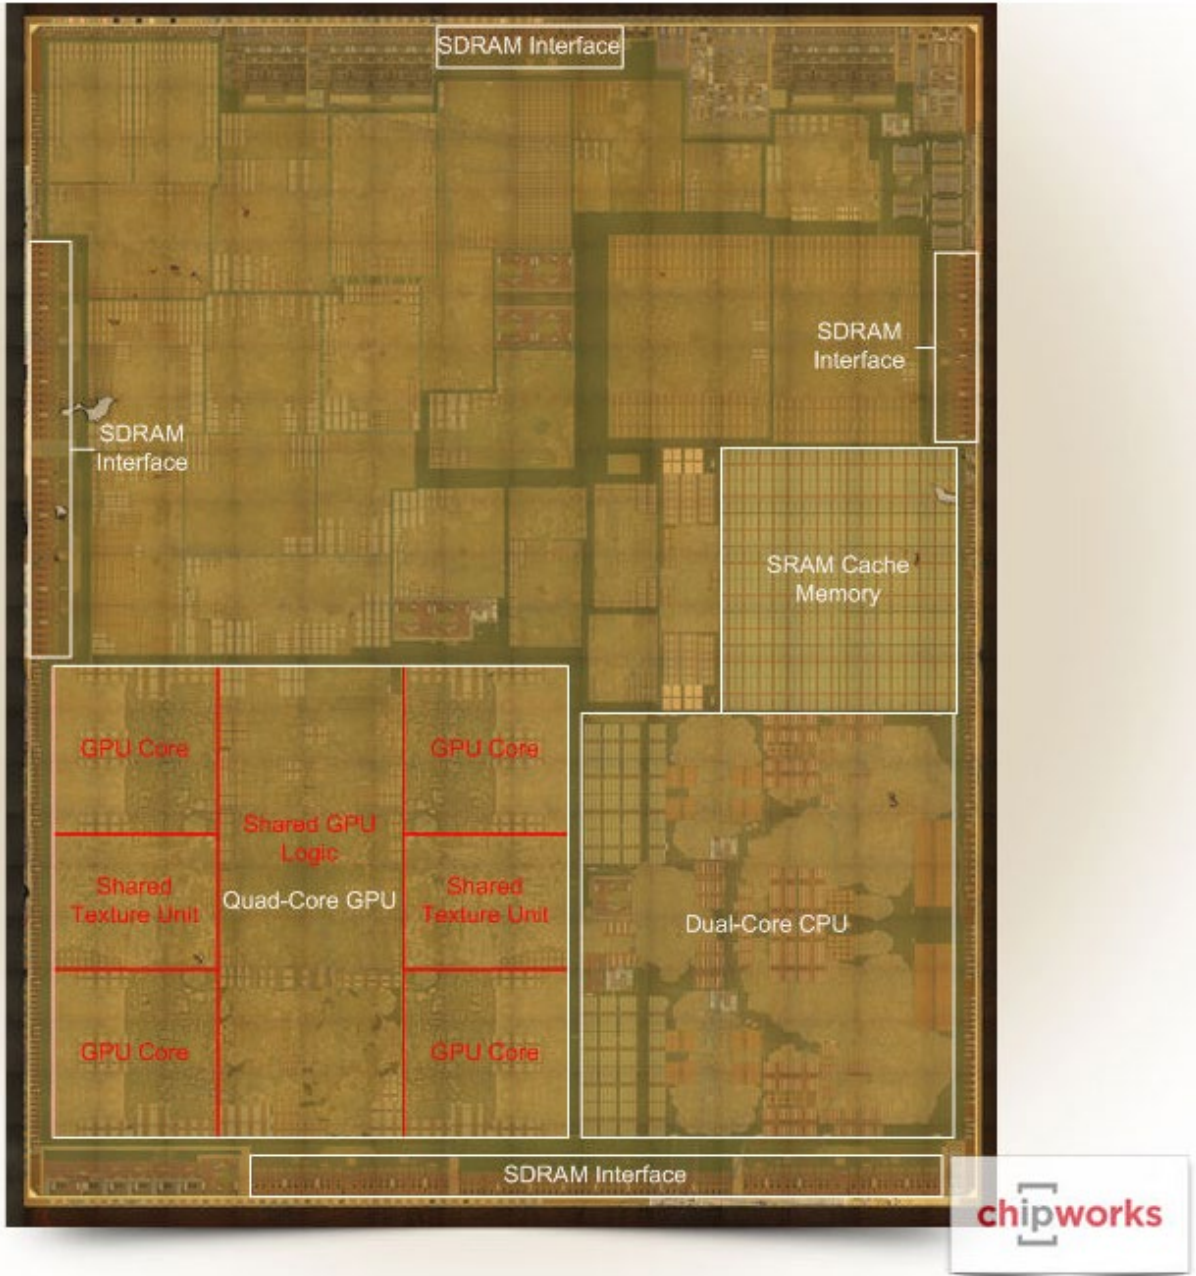 SDRAM Interface
SDRAM
Interface
SDRAM
Interface
SRAM Cache
Memory
GPU Core
GPU Core
Shared GPU
Logic
Shared
Texture Unit
Quad-Core GPU
Shared
Texture Unit
Dual-Core CPU
GPU Core
GPU Core
SDRAM Interface
chipworks